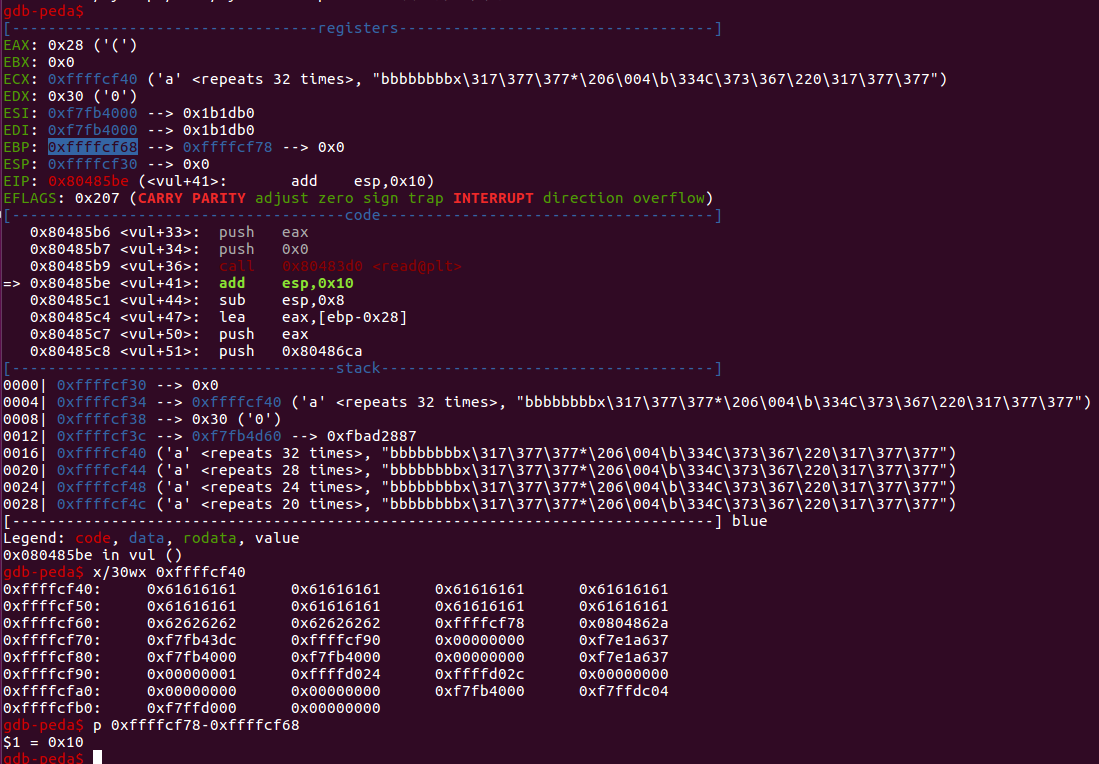 gdb-peda$
[----------------------------------registers-----------------------------------]
EAX: 0x28 ('(')
EBX: 0x0
ECX: 0xffffcf40 ('a' <repeats 32 times>, "bbbbbbbbx\317\377\377*\206\004\b\334C\373\367\220\317\377\377")
EDX: 0x30 ('0')
ESI: 0xf7fb4000 --> 0x1b1db0
EDI: 0xf7fb4000 --> 0x1b1db0
EBP: 0xffffcf68 --> 0xffffcf78 --> 0x0
ESP: 0xffffcf30 --> 0x0
EIP: 0x80485be (<vul+41>:	add    esp,0x10)
EFLAGS: 0x207 (CARRY PARITY adjust zero sign trap INTERRUPT direction overflow)
[-------------------------------------code-------------------------------------]
   0x80485b6 <vul+33>:	push   eax
   0x80485b7 <vul+34>:	push   0x0
   0x80485b9 <vul+36>:	call   0x80483d0 <read@plt>
=> 0x80485be <vul+41>:	add    esp,0x10
   0x80485c1 <vul+44>:	sub    esp,0x8
   0x80485c4 <vul+47>:	lea    eax,[ebp-0x28]
   0x80485c7 <vul+50>:	push   eax
   0x80485c8 <vul+51>:	push   0x80486ca
[------------------------------------stack-------------------------------------]
0000| 0xffffcf30 --> 0x0
0004| 0xffffcf34 --> 0xffffcf40 ('a' <repeats 32 times>, "bbbbbbbbx\317\377\377*\206\004\b\334C\373\367\220\317\377\377")
0008| 0xffffcf38 --> 0x30 ('0')
0012| 0xffffcf3c --> 0xf7fb4d60 --> 0xfbad2887
0016| 0xffffcf40 ('a' <repeats 32 times>, "bbbbbbbbx\317\377\377*\206\004\b\334C\373\367\220\317\377\377")
0020| 0xffffcf44 ('a' <repeats 28 times>, "bbbbbbbbx\317\377\377*\206\004\b\334C\373\367\220\317\377\377")
0024| 0xffffcf48 ('a' <repeats 24 times>, "bbbbbbbbx\317\377\377*\206\004\b\334C\373\367\220\317\377\377")
0028| 0xffffcf4c ('a' <repeats 20 times>, "bbbbbbbbx\317\377\377*\206\004\b\334C\373\367\220\317\377\377")
[------------------------------------------------------------------------------] blue
Legend: code, data, rodata, value
0x080485be in vul ()
gdb-peda$ x/30wx 0xffffcf40
0xffffcf40:	0x61616161	0x61616161	0x61616161	0x61616161
0xffffcf50:	0x61616161	0x61616161	0x61616161	0x61616161
0xffffcf60:	0x62626262	0x62626262	0xffffcf78	0x0804862a
0xffffcf70:	0xf7fb43dc	0xffffcf90	0x00000000	0xf7e1a637
0xffffcf80:	0xf7fb4000	0xf7fb4000	0x00000000	0xf7e1a637
0xffffcf90:	0x00000001	0xffffd024	0xffffd02c	0x00000000
0xffffcfa0:	0x00000000	0x00000000	0xf7fb4000	0xf7ffdc04
0xffffcfb0:	0xf7ffd000	0x00000000
gdb-peda$ p 0xffffcf78-0xffffcf68
$1 = 0x10
gdb-peda$